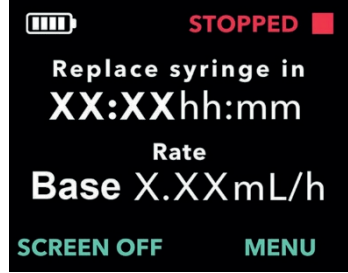 STOPPED
Replace syringe in
XX:XXhh:mm
Rate
Base X.XXmL/h
SCREEN OFF MENU